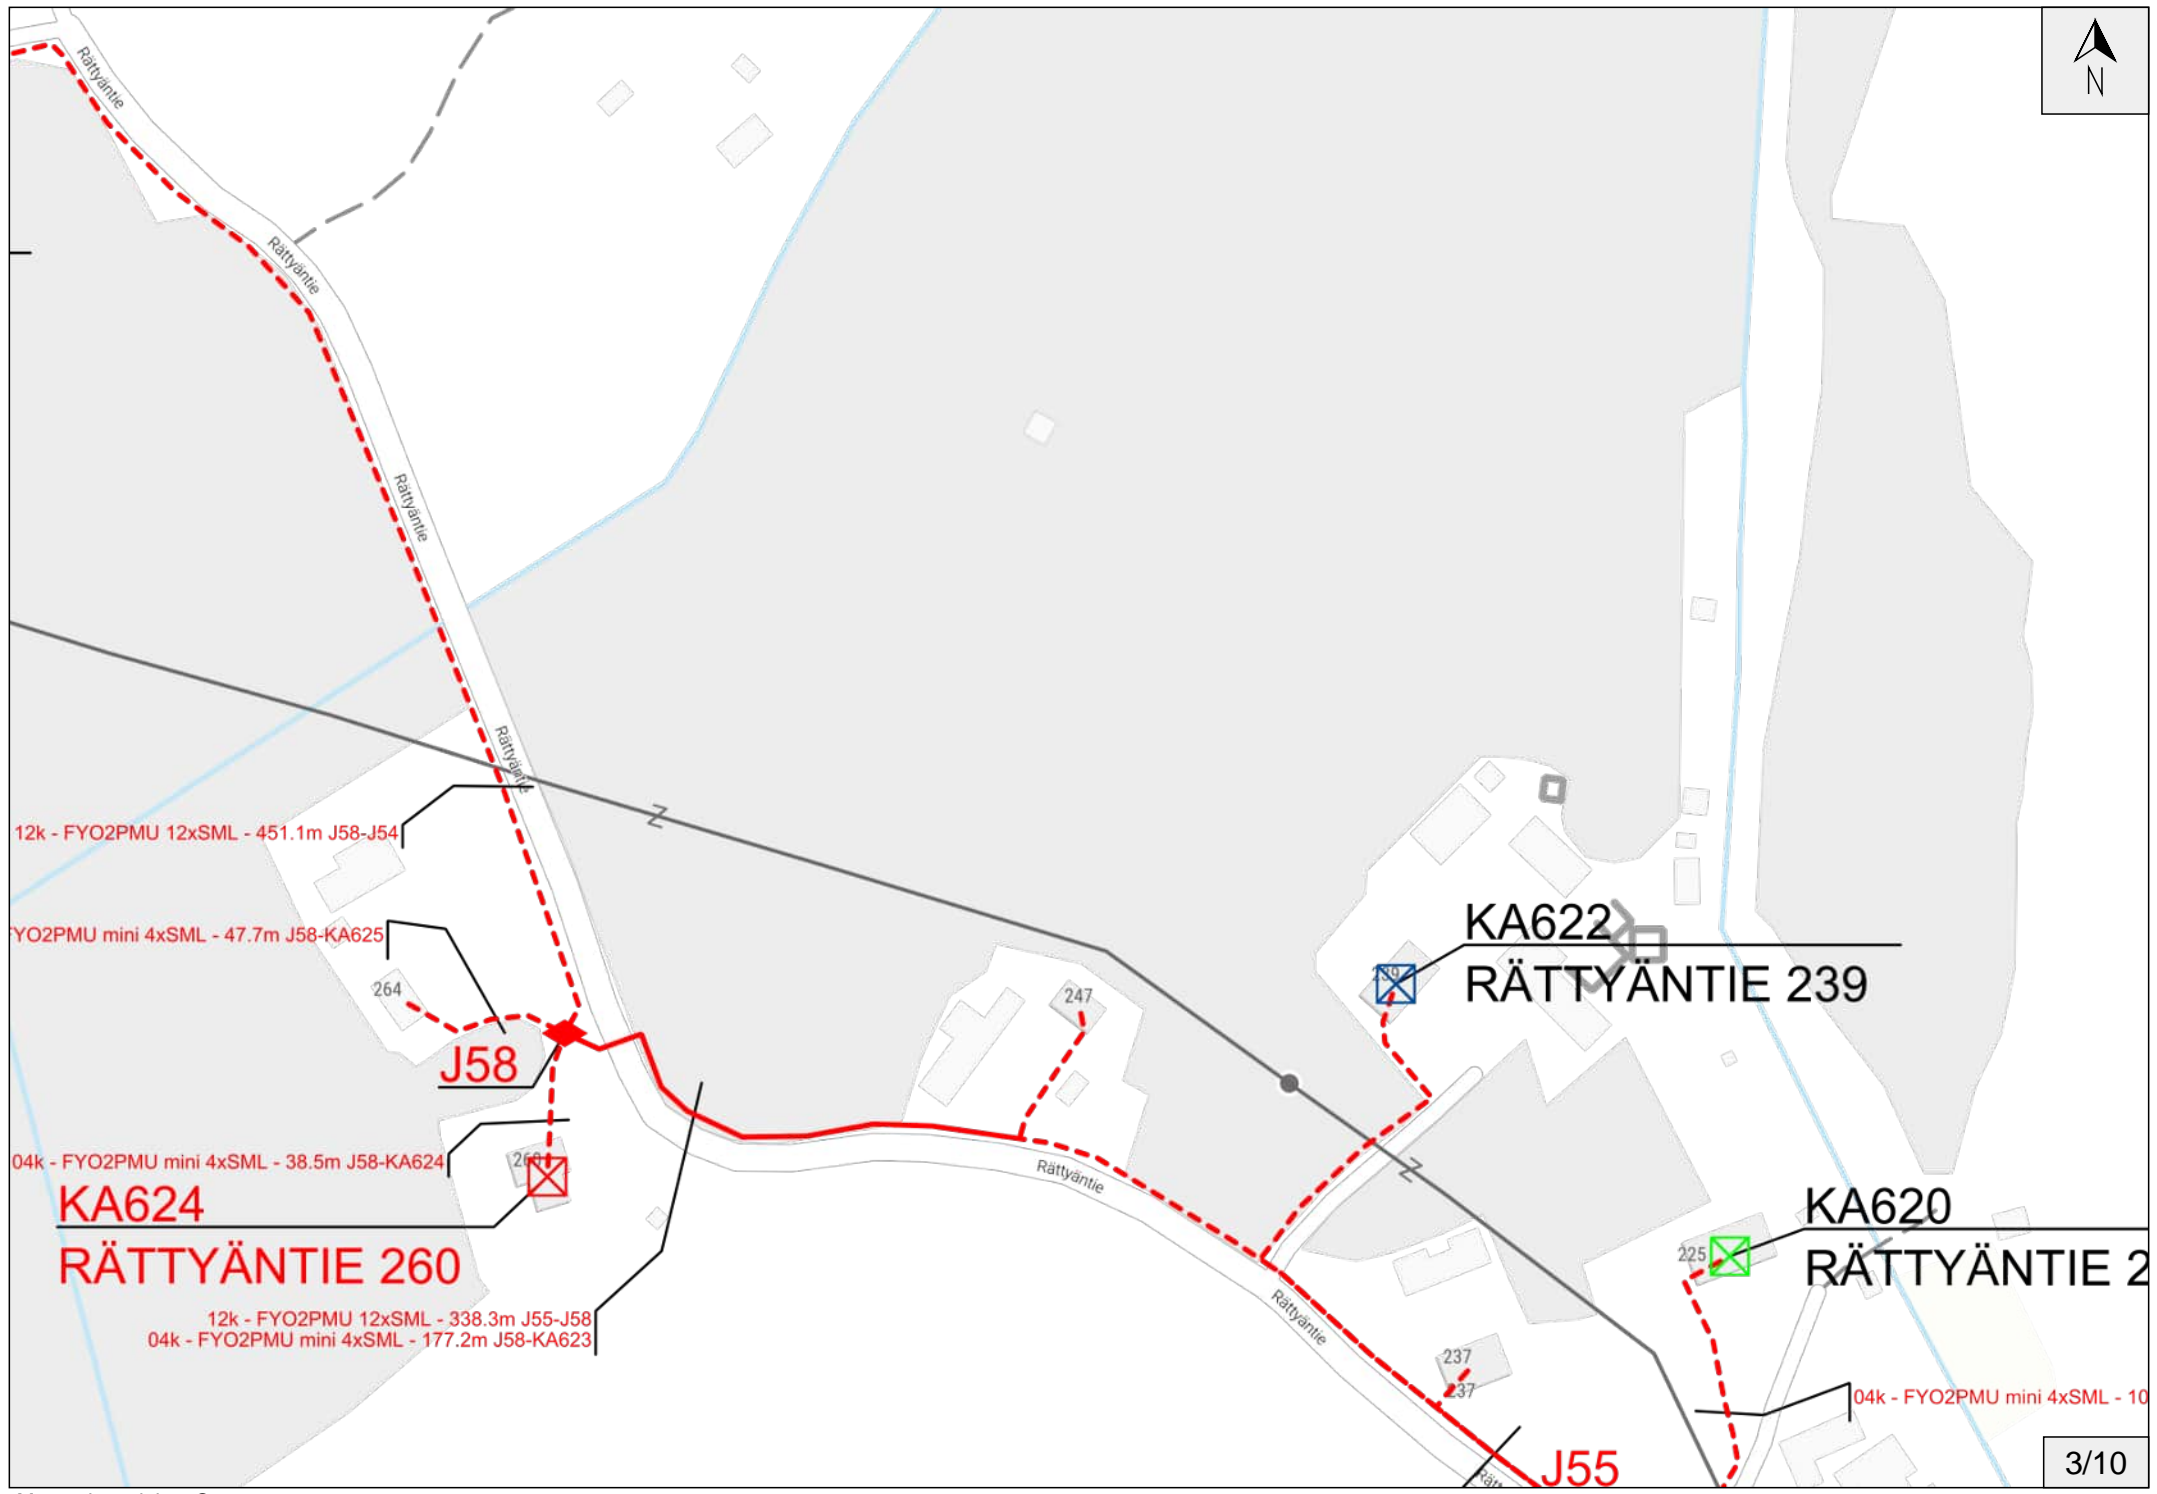 N
Rättyäntie
Rättyäntie
Rättyäntie
Rättyäntie
12k - FYO2PMU 12xSML - 451.1m J58-J54
YO2PMU mini 4xSML - 47.7m J58-KA625
264
J58
247
239
KA622
RÄTTYÄNTIE 239
04k - FYO2PMU mini 4xSML - 38.5m J58-KA624
KA624
RÄTTYÄNTIE 260
Rättyäntie
12k - FYO2PMU 12xSML - 338.3m J55-J58
04k - FYO2PMU mini 4xSML - 177.2m J58-KA623
KA620
RÄTTYÄNTIE 2
225
Rättyäntie
237
237
04k - FYO2PMU mini 4xSML - 10
J55
3/10